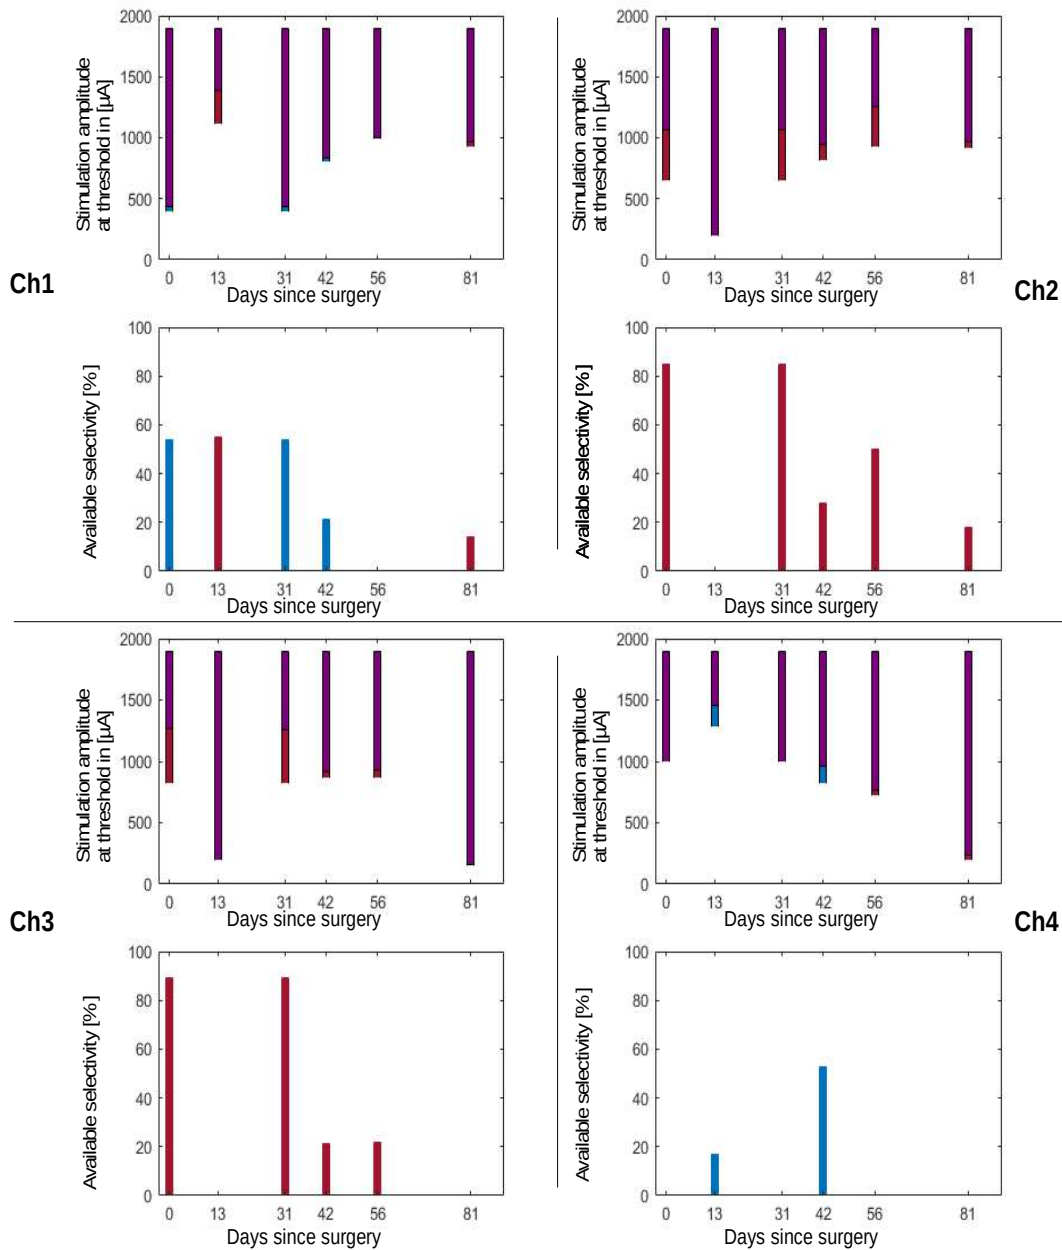 2000
1500
1000
500
0
Stimulation amplitude
at threshold in [µA]
0 13 31 42 56 81
Days since surgery
Ch1
100
80
60
40
20
0
Available selectivity [%]
0 13 31 42 56 81
Days since surgery
2000
1500
1000
500
0
Stimulation amplitude
at threshold in [µA]
0 13 31 42 56 81
Days since surgery
Ch2
100
80
60
40
20
0
Available selectivity [%]
0 13 31 42 56 81
Days since surgery
2000
1500
1000
500
0
Stimulation amplitude
at threshold in [µA]
0 13 31 42 56 81
Days since surgery
Ch3
100
80
60
40
20
0
Available selectivity [%]
0 13 31 42 56 81
Days since surgery
2000
1500
1000
500
0
Stimulation amplitude
at threshold in [µA]
0 13 31 42 56 81
Days since surgery
Ch4
100
80
60
40
20
0
Available selectivity [%]
0 13 31 42 56 81
Days since surgery